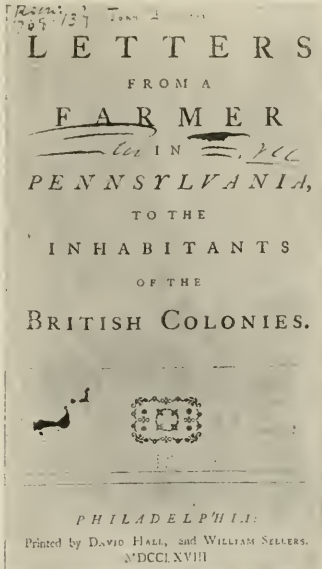 LETTERS
FROM A
FARMER
IN
PENNSYLVANIA,
TO THE
INHABITANTS
OF THE
BRITISH COLONIES.
PHILADELPHIA:
Printed by DAVID HALL, and WILLIAM SELLERS.
MDCCLXVIII